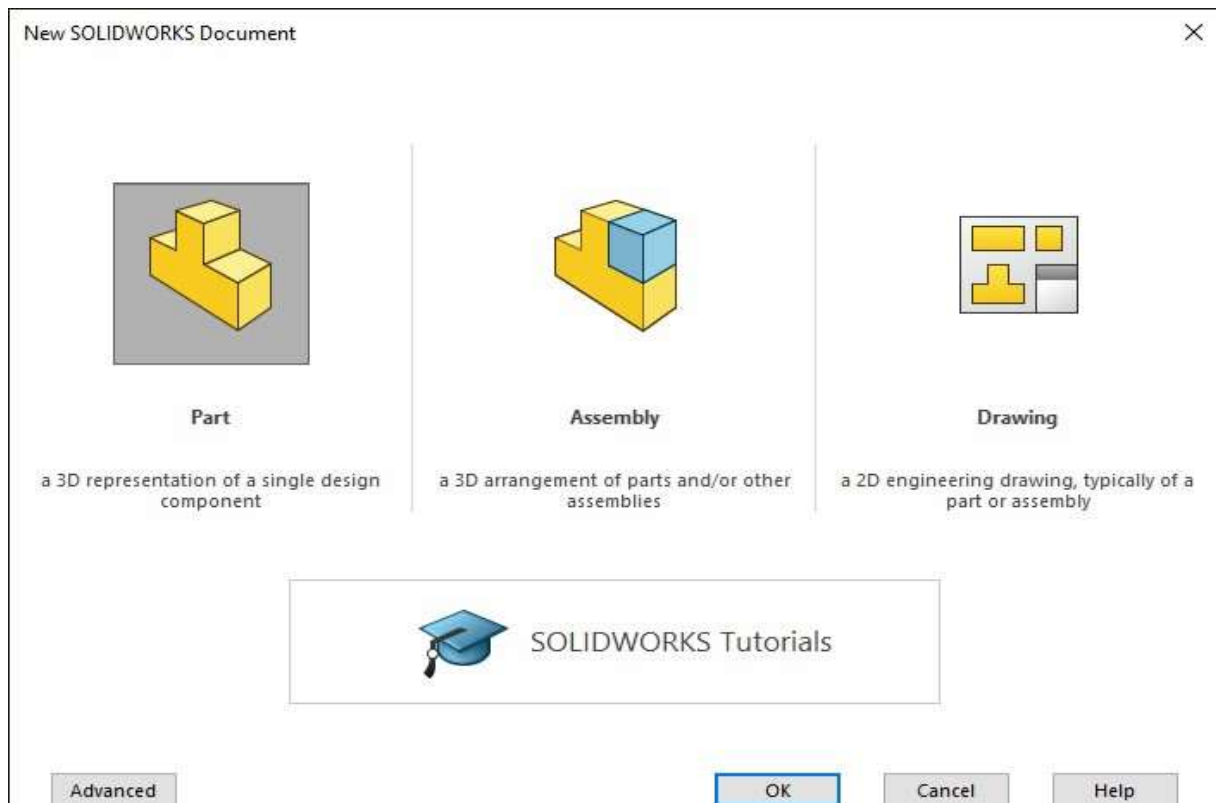 New SOLIDWORKS Document
Part
a 3D representation of a single design
component
Assembly
a 3D arrangement of parts and/or other
assemblies
Drawing
a 2D engineering drawing, typically of a
part or assembly
SOLIDWORKS Tutorials
Advanced
OK
Cancel
Help